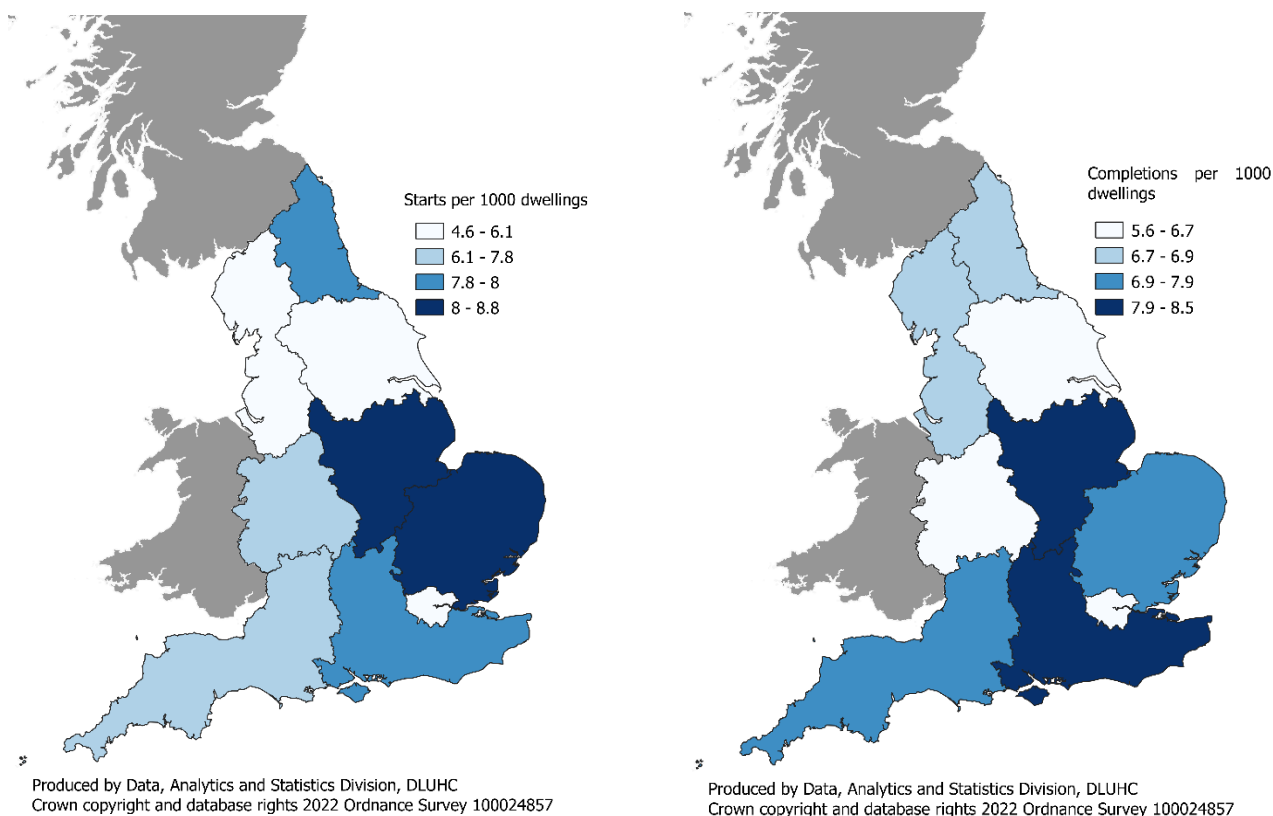 Starts per 1000 dwellings
4.6 - 6.1
6.1 - 7.8
7.8 - 8
8 - 8.8
Produced by Data, Analytics and Statistics Division, DLUHC
Crown copyright and database rights 2022 Ordnance Survey 100024857
Completions per 1000
dwellings
5.6 - 6.7
6.7 - 6.9
6.9 - 7.9
7.9 - 8.5
Produced by Data, Analytics and Statistics Division, DLUHC
Crown copyright and database rights 2022 Ordnance Survey 100024857